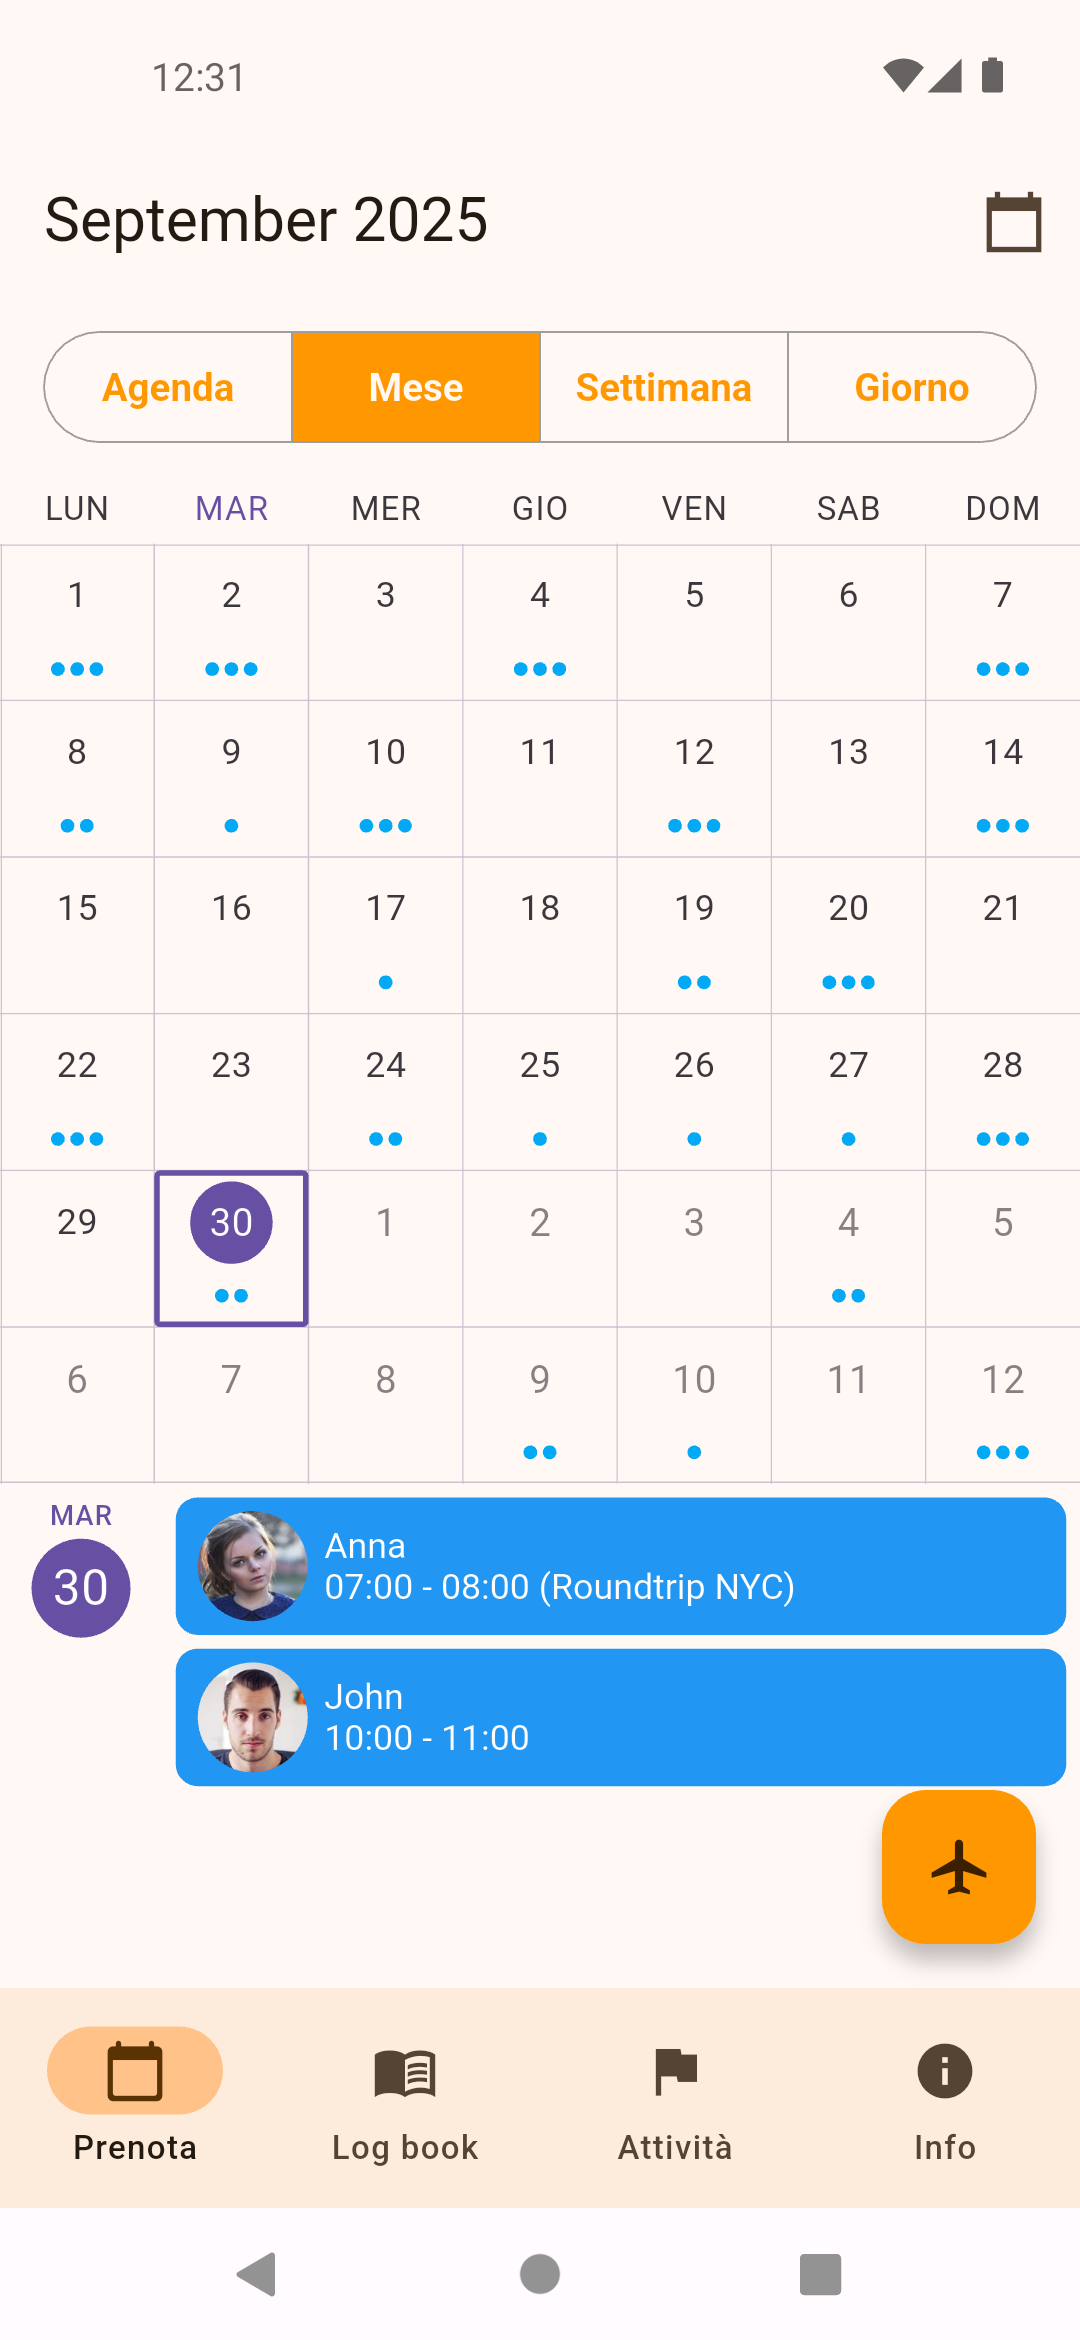 12:31
September 2025
Agenda Mese Settimana Giorno
LUN MAR MER GIO VEN SAB DOM
1 2 3 4 5 6 7
8 9 10 11 12 13 14
15 16 17 18 19 20 21
22 23 24 25 26 27 28
29 30 1 2 3 4 5
6 7 8 9 10 11 12
MAR
30
Anna
07:00 - 08:00 (Roundtrip NYC)
John
10:00 - 11:00
Prenota Log book Attività Info